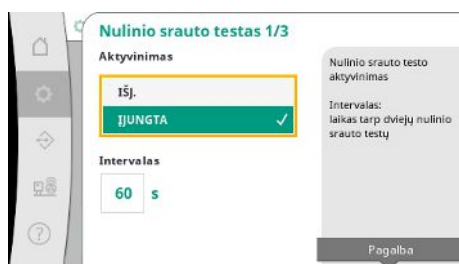 Nulinio srauto testas 1/3
Aktyvinimas
IŠJ.
ĮJUNGTA
Intervalas
60 s
Nulinio srauto testo
aktyvinimas
Intervalas:
laikas tarp dviejų nulinio
srauto testų
Pagalba